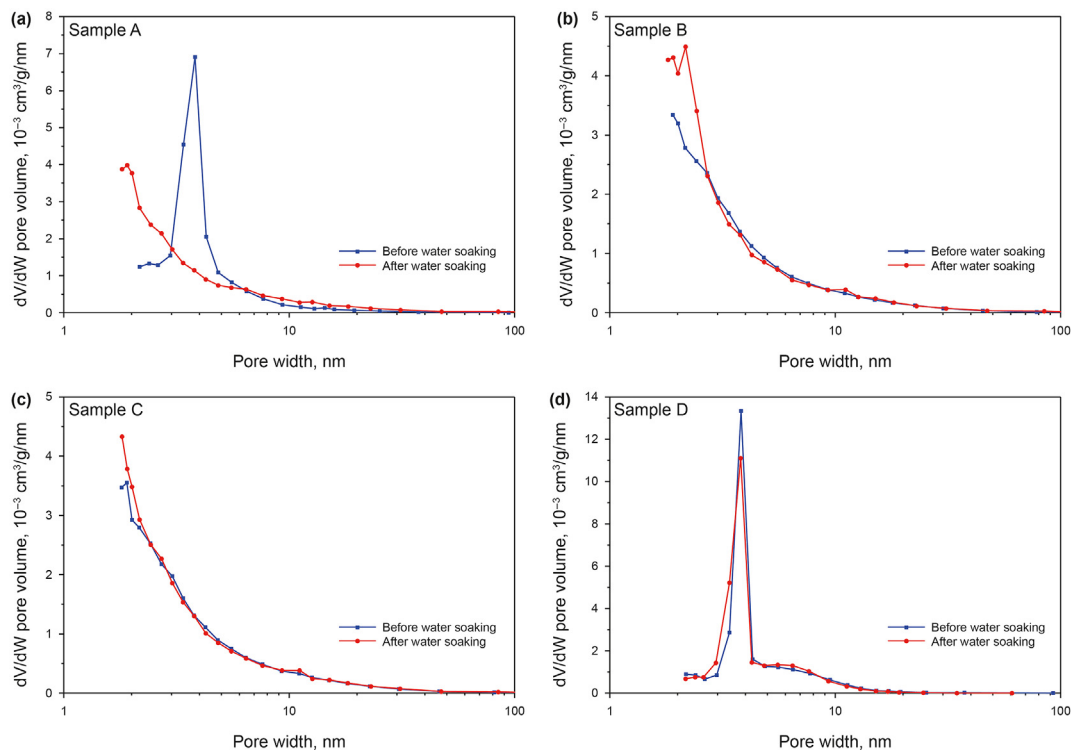 (a)
Sample A
dV/dW pore volume, 10⁻³ cm³/g/nm
8
7
6
5
4
3
2
1
0
Before water soaking
After water soaking
1
10
100
Pore width, nm
(b)
Sample B
dV/dW pore volume, 10⁻³ cm³/g/nm
5
4
3
2
1
0
Before water soaking
After water soaking
1
10
100
Pore width, nm
(c)
Sample C
dV/dW pore volume, 10⁻³ cm³/g/nm
5
4
3
2
1
0
Before water soaking
After water soaking
1
10
100
Pore width, nm
(d)
Sample D
dV/dW pore volume, 10⁻³ cm³/g/nm
14
12
10
8
6
4
2
0
Before water soaking
After water soaking
1
10
100
Pore width, nm